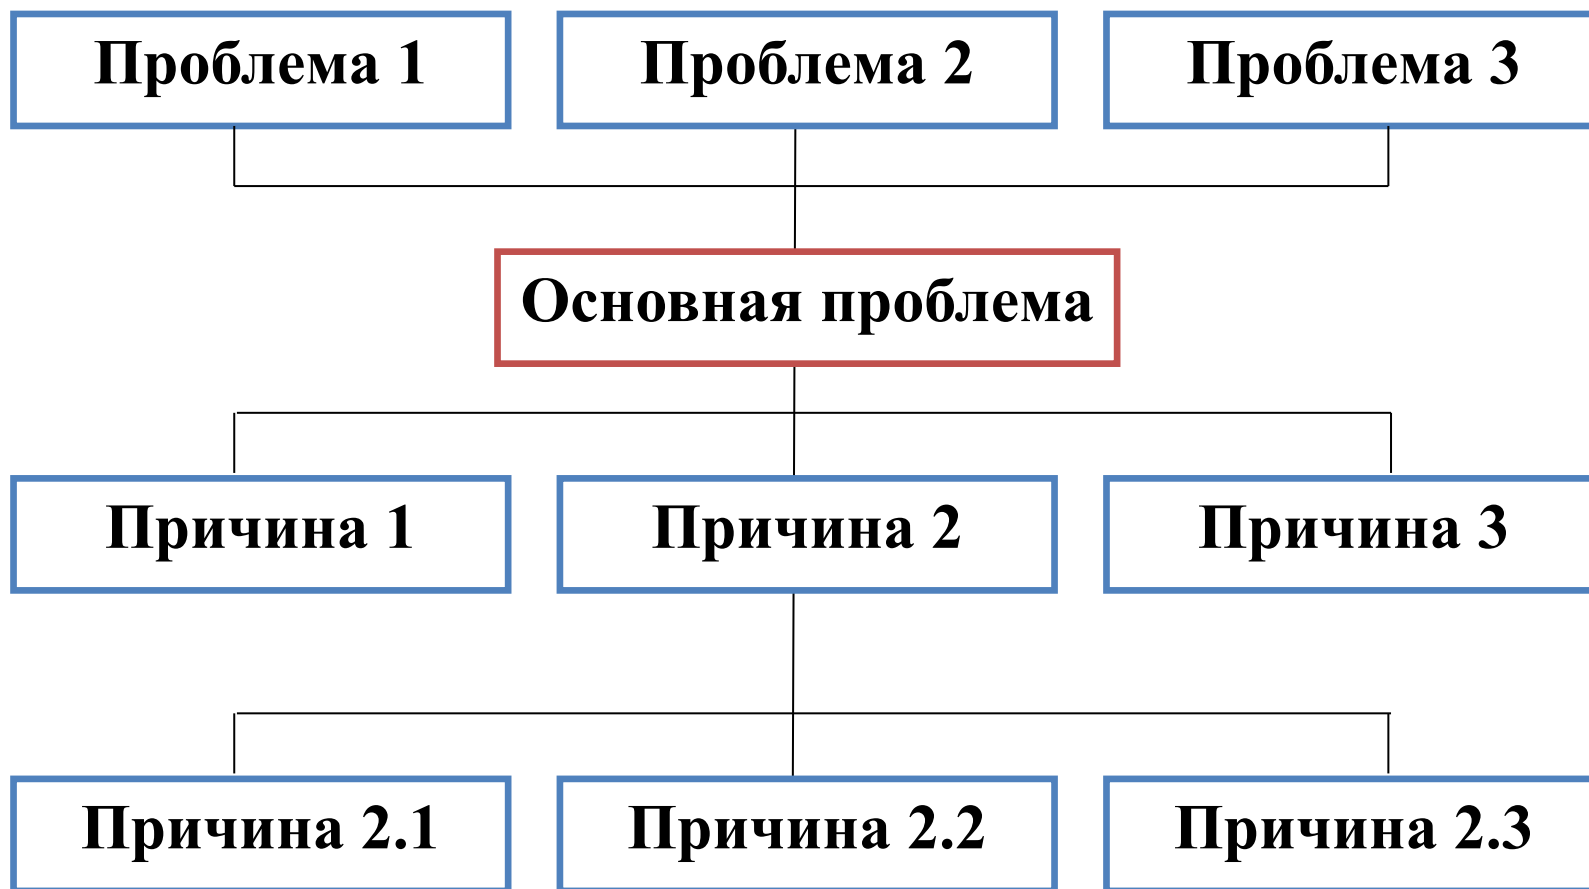 Проблема 1
Проблема 2
Проблема 3
Основная проблема
Причина 1
Причина 2
Причина 3
Причина 2.1
Причина 2.2
Причина 2.3